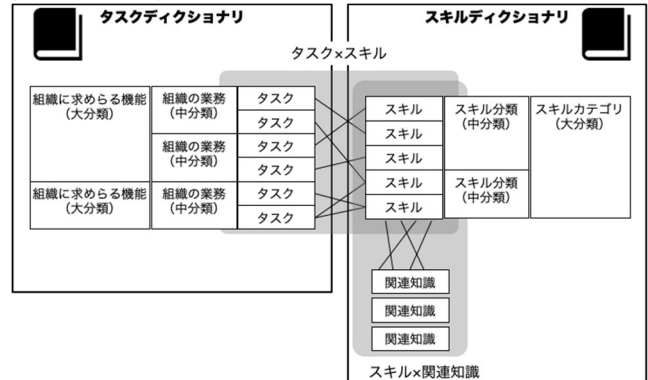 タスクディクショナリ
スキルディクショナリ
タスク×スキル
組織に求めらる機能
（大分類）
組織の業務
（中分類）
タスク
タスク
組織の業務
（中分類）
タスク
タスク
組織に求めらる機能
（大分類）
組織の業務
（中分類）
タスク
タスク
スキル
スキル
スキル
スキル
スキル
スキル分類
（中分類）
スキル分類
（中分類）
スキルカテゴリ
（大分類）
関連知識
関連知識
関連知識
スキル×関連知識